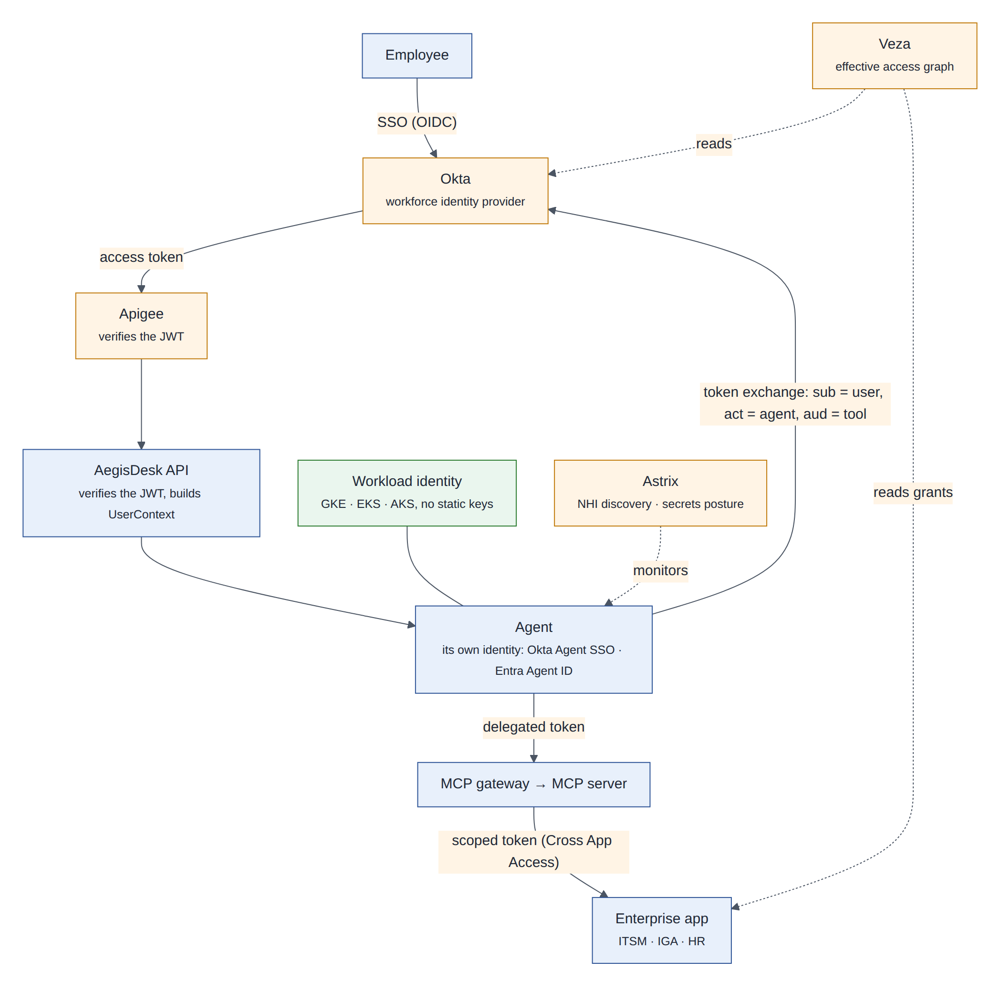 Employee
Veza
effective access graph
SSO (OIDC)
reads
Okta
workforce identity provider
access token
Apigee
verifies the JWT
token exchange: sub = user,
act = agent, aud = tool
AegisDesk API
verifies the JWT, builds
UserContext
Workload identity
GKE · EKS · AKS, no static keys
Astrix
NHI discovery · secrets posture
reads grants
monitors
Agent
its own identity: Okta Agent SSO ·
Entra Agent ID
delegated token
MCP gateway → MCP server
scoped token (Cross App
Access)
Enterprise app
ITSM · IGA · HR